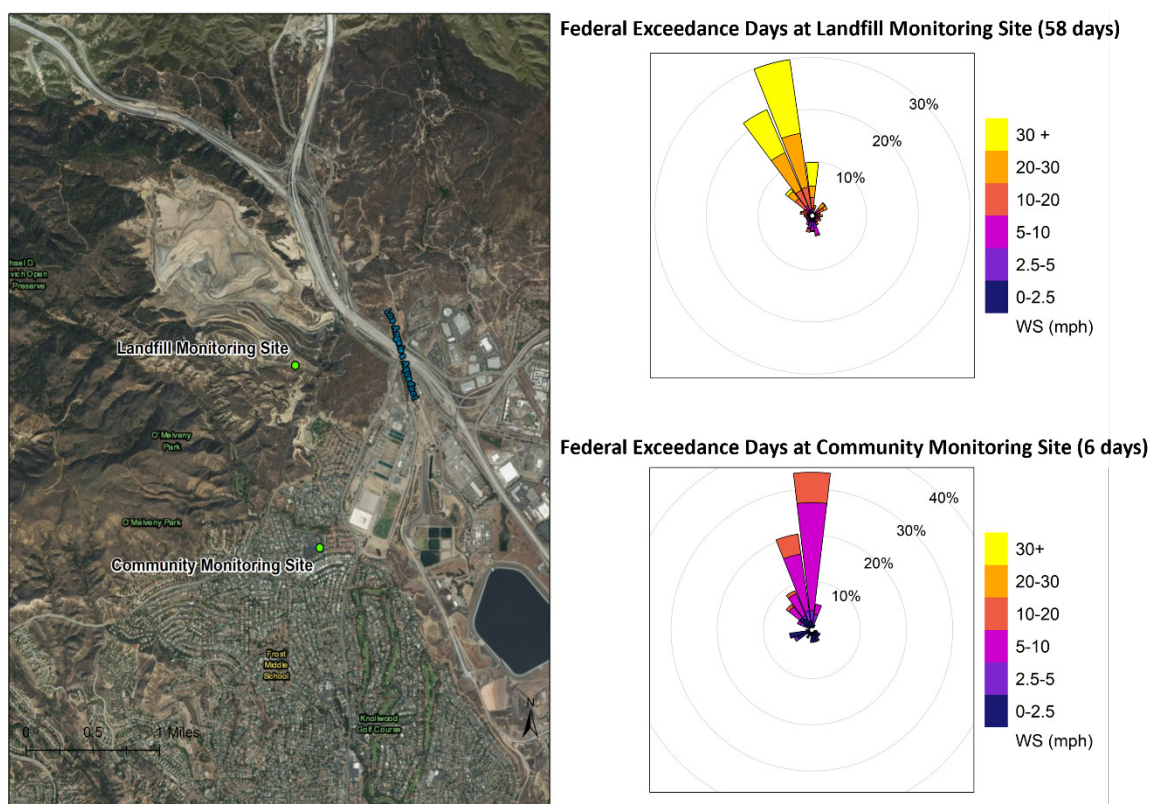 hael D.
vich Open
Preserve
Landfill Monitoring Site
Los Angeles Aqueduct
O'Melveny
Park
O'Melveny Park
Community Monitoring Site
Frost
Middle
School
Knollwood
Golf Course
N
0 0.5 1 Miles
Federal Exceedance Days at Landfill Monitoring Site (58 days)
30%
20%
10%
30 +
20-30
10-20
5-10
2.5-5
0-2.5
WS (mph)
Federal Exceedance Days at Community Monitoring Site (6 days)
40%
30%
20%
10%
30+
20-30
10-20
5-10
2.5-5
0-2.5
WS (mph)